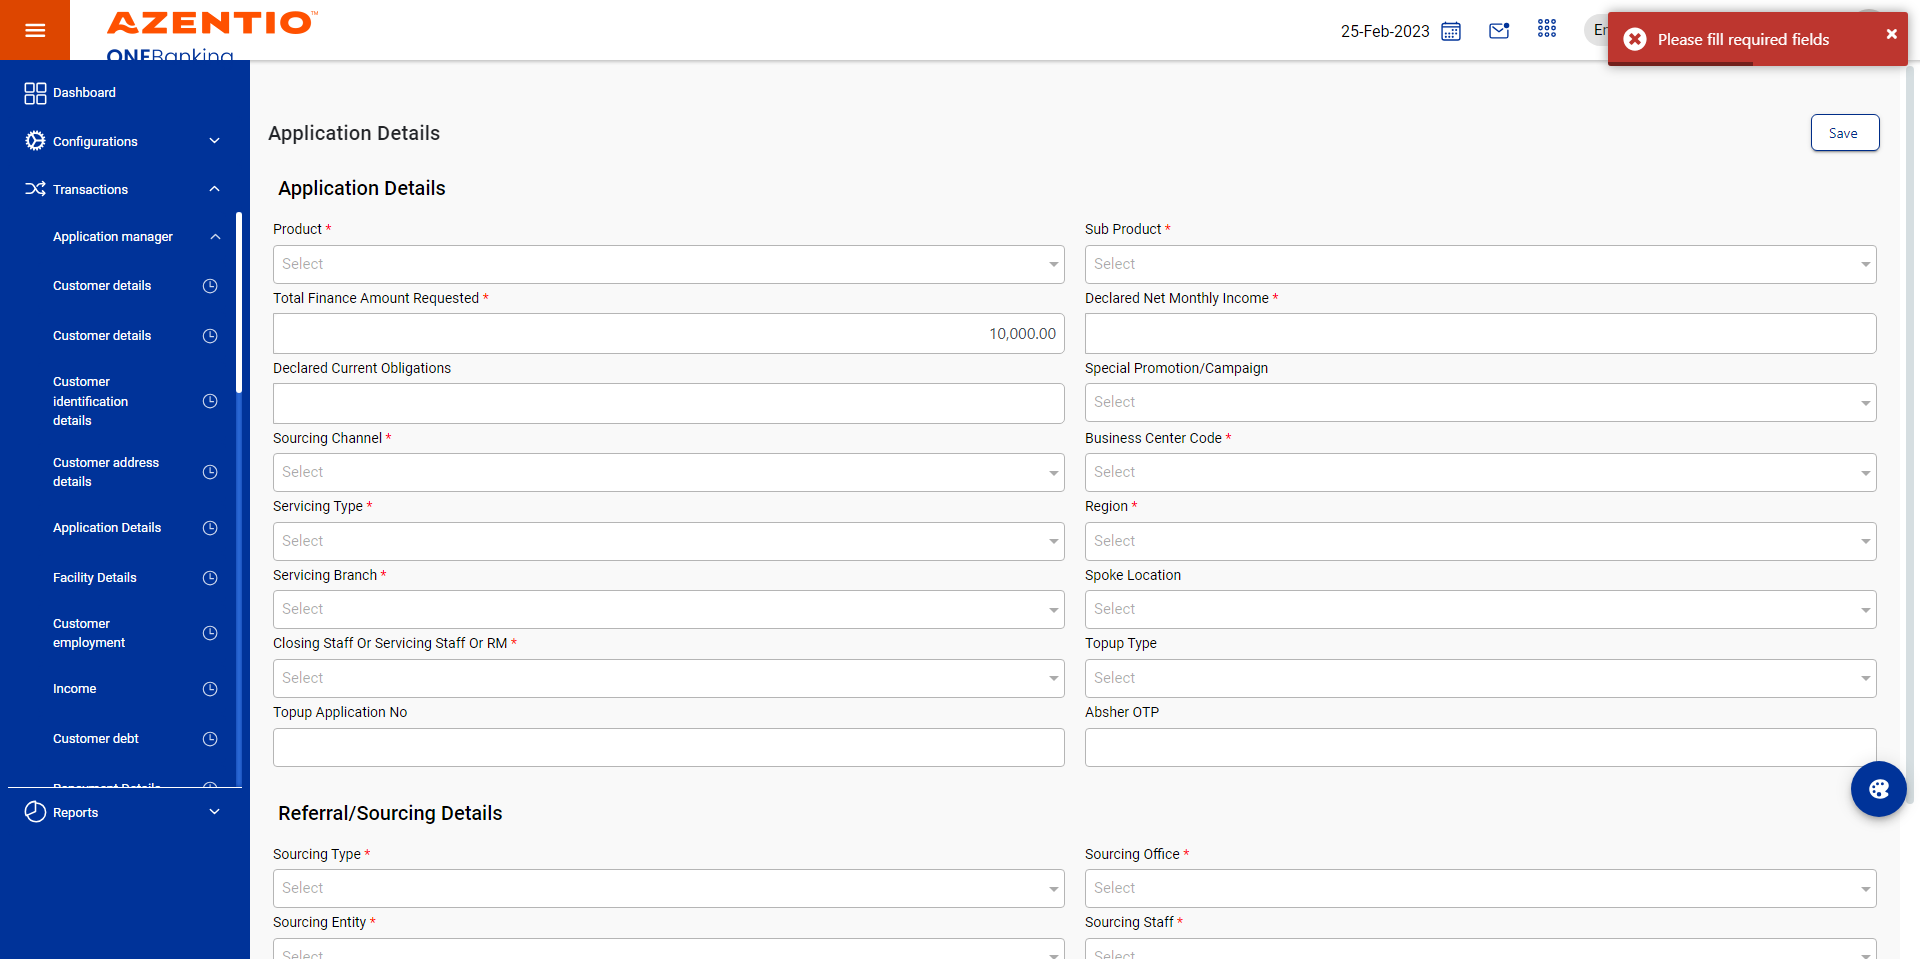 AZENTIO™
ONEBanking
25-Feb-2023
Please fill required fields
Dashboard
Configurations
Transactions
Application manager
Customer details
Customer details
Customer
identification
details
Customer address
details
Application Details
Facility Details
Customer
employment
Income
Customer debt
Repayment Details
Reports
Application Details
Save
Application Details
Product *
Sub Product *
Select
Select
Total Finance Amount Requested *
Declared Net Monthly Income *
10,000.00
Declared Current Obligations
Special Promotion/Campaign
Select
Sourcing Channel *
Business Center Code *
Select
Select
Servicing Type *
Region *
Select
Select
Servicing Branch *
Spoke Location
Select
Select
Closing Staff Or Servicing Staff Or RM *
Topup Type
Select
Select
Topup Application No
Absher OTP
Referral/Sourcing Details
Sourcing Type *
Sourcing Office *
Select
Select
Sourcing Entity *
Sourcing Staff *
Select
Select